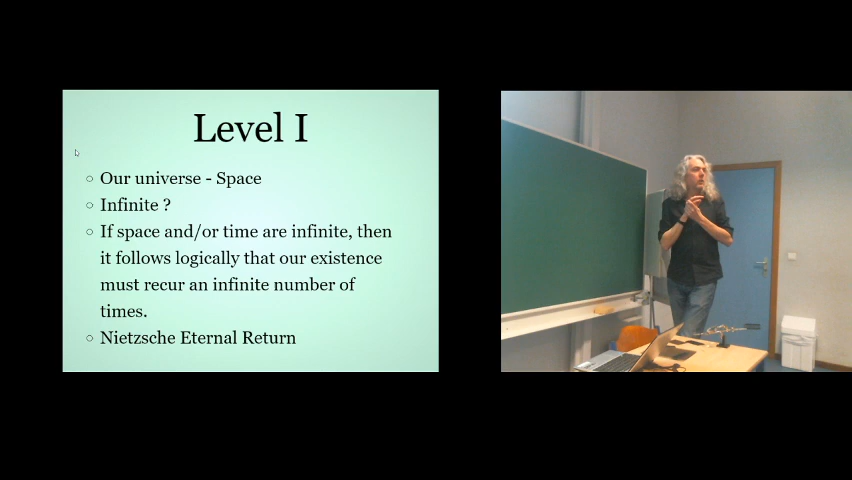 Level I
Our universe - Space
Infinite ?
If space and/or time are infinite, then
it follows logically that our existence
must recur an infinite number of
times.
Nietzsche Eternal Return